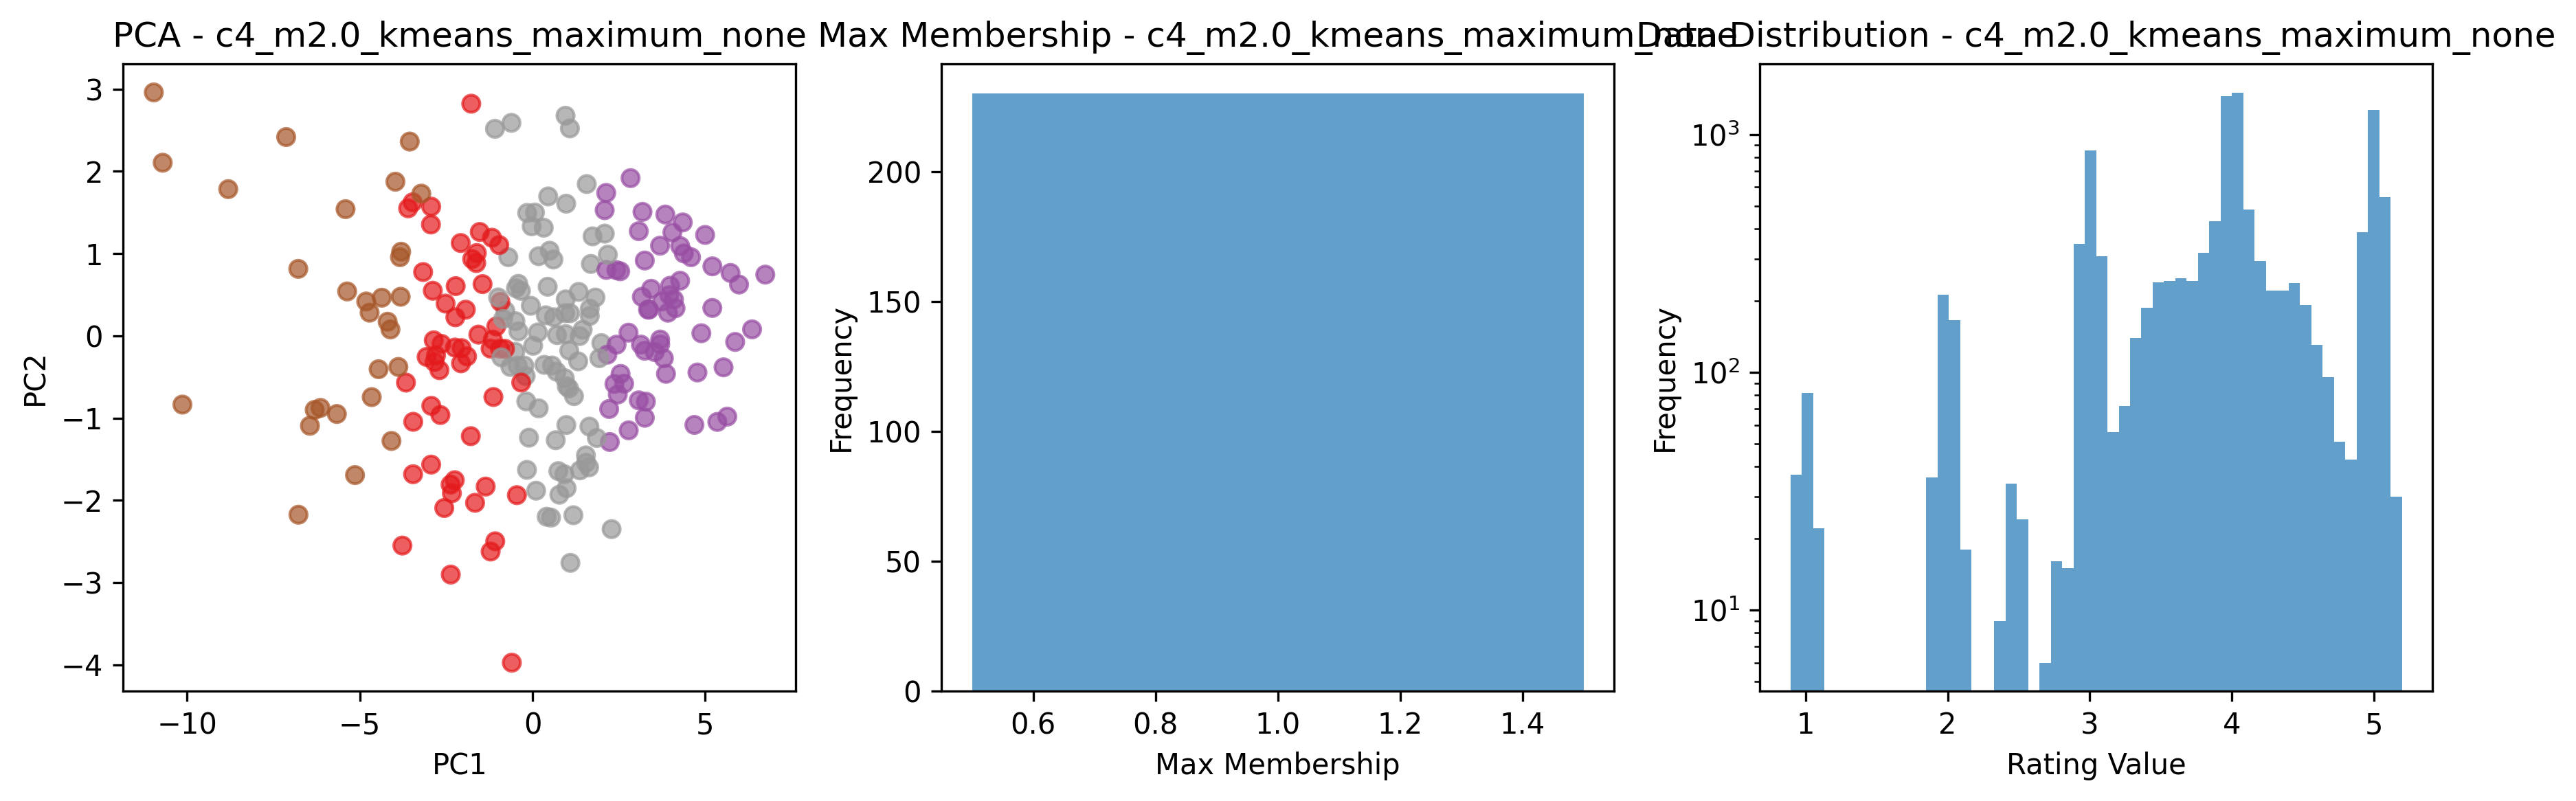 PCA - c4_m2.0_kmeans_maximum_none
3
2
1
0
−1
−2
−3
−4
PC2
−10 −5 0 5
PC1
Max Membership - c4_m2.0_kmeans_maximum_none
200
150
100
50
0
Frequency
0.6 0.8 1.0 1.2 1.4
Max Membership
Data Distribution - c4_m2.0_kmeans_maximum_none
10³
10²
10¹
Frequency
1 2 3 4 5
Rating Value